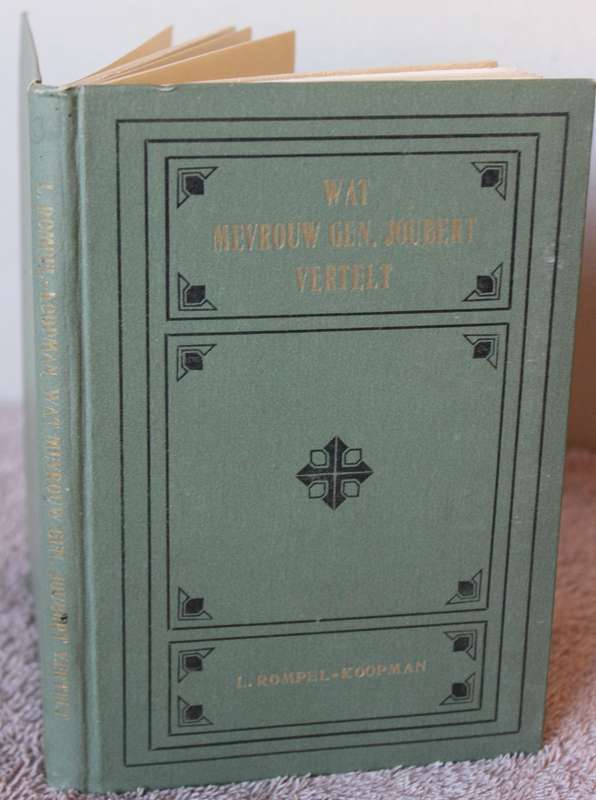 WAT
MEVROUW GEN. JOUBERT
VERTELT
L. ROMPEL-KOOPMAN
L. ROMPEL-KOOPMAN WAT MEVROUW GEN. JOUBERT VERTELT